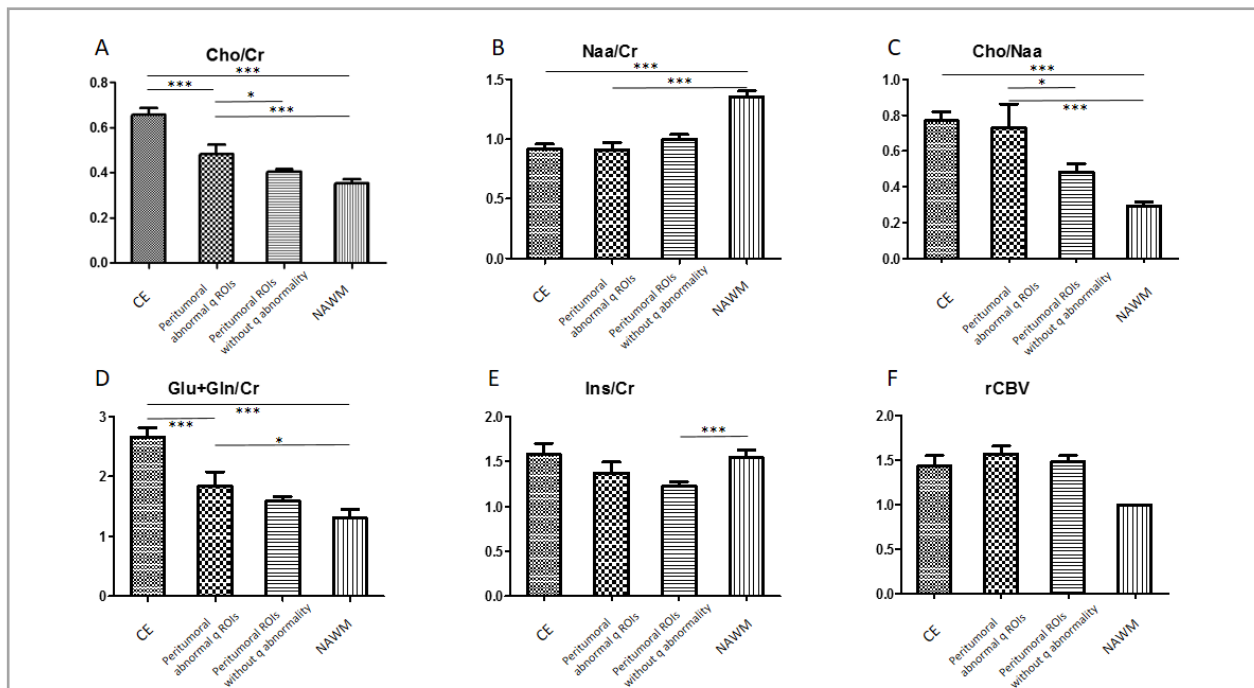 A
Cho/Cr
***
***
*
***
0.8
0.6
0.4
0.2
0.0
CE
Peritumoral
abnormal q ROIs
Peritumoral ROIs
without q abnormality
NAWM
B
Naa/Cr
***
***
1.5
1.0
0.5
0.0
CE
Peritumoral
abnormal q ROIs
Peritumoral ROIs
without q abnormality
NAWM
C
Cho/Naa
***
*
***
1.0
0.8
0.6
0.4
0.2
0.0
CE
Peritumoral
abnormal q ROIs
Peritumoral ROIs
without q abnormality
NAWM
D
Glu+Gln/Cr
***
***
*
3
2
1
0
CE
Peritumoral
abnormal q ROIs
Peritumoral ROIs
without q abnormality
NAWM
E
Ins/Cr
***
2.0
1.5
1.0
0.5
0.0
CE
Peritumoral
abnormal q ROIs
Peritumoral ROIs
without q abnormality
NAWM
F
rCBV
2.0
1.5
1.0
0.5
0.0
CE
Peritumoral
abnormal q ROIs
Peritumoral ROIs
without q abnormality
NAWM